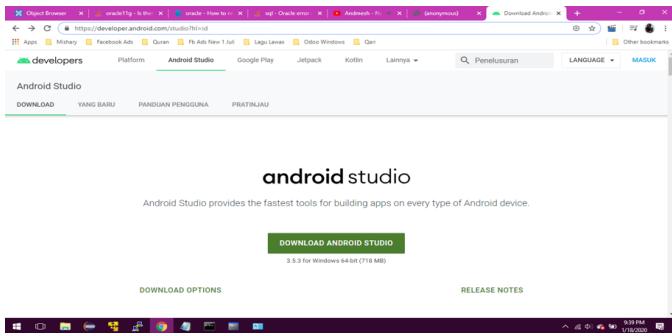 Object Browser
oracle11g - Is the
oracle - How to re
sql - Oracle error
Andmesh -
(anonymous)
Download Androi
https://developer.android.com/studio?hl=id
Apps Mishary Facebook Ads Quran Fb Ads New 1 Juli Lagu Lawas Odoo Windows Qari Other bookmarks
developers Platform Android Studio Google Play Jetpack Kotlin Lainnya Penelusuran LANGUAGE MASUK
Android Studio
DOWNLOAD YANG BARU PANDUAN PENGGUNA PRATINJAU
android studio
Android Studio provides the fastest tools for building apps on every type of Android device.
DOWNLOAD ANDROID STUDIO
3.5.3 for Windows 64-bit (718 MB)
DOWNLOAD OPTIONS RELEASE NOTES
9:39 PM
1/18/2020